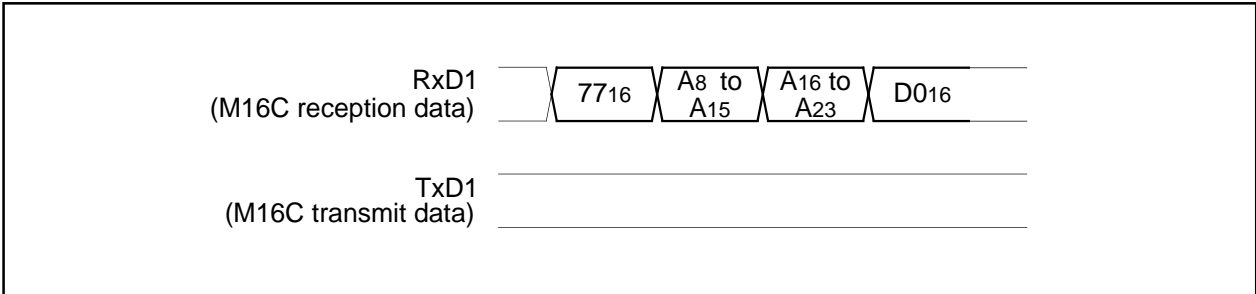 RxD1
(M16C reception data)
7716
A8 to
A15
A16 to
A23
D016
TxD1
(M16C transmit data)